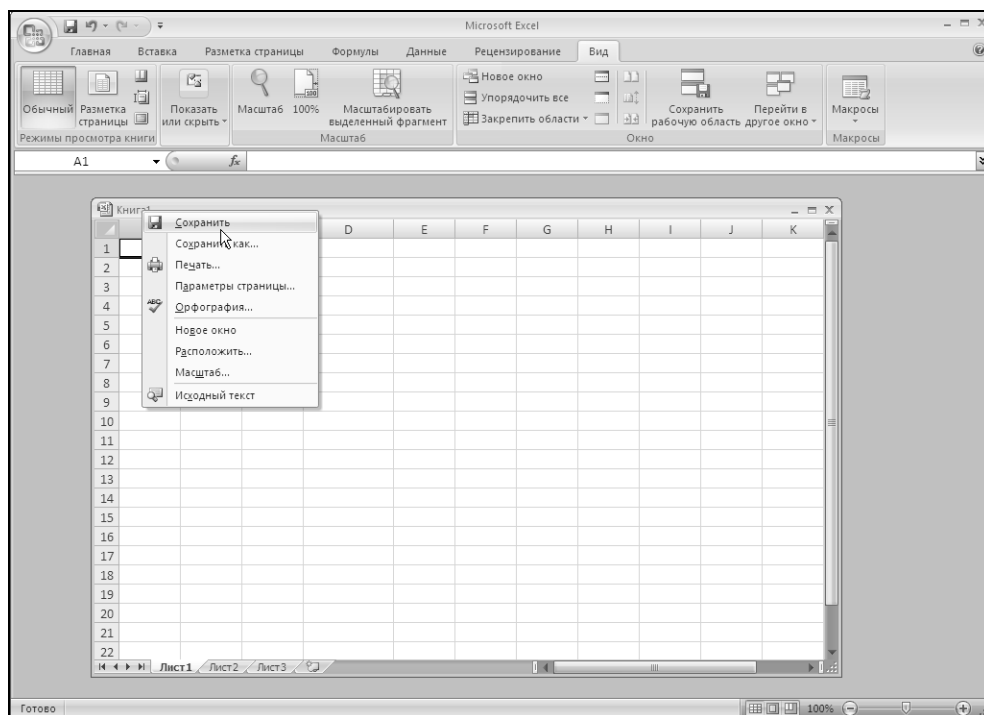 Microsoft Excel
Главная Вставка Разметка страницы Формулы Данные Рецензирование Вид
Обычный Разметка страницы
Показать или скрыть
Масштаб 100% Масштабировать выделенный фрагмент
Новое окно
Упорядочить все
Закрепить области
Сохранить рабочую область Перейти в другое окно
Макросы
Режимы просмотра книги Масштаб Окно Макросы
A1 fx
Книга1
D E F G H I J K
Сохранить
Сохранить как...
Печать...
Параметры страницы...
ABC Орфография...
Новое окно
Расположить...
Масштаб...
Исходный текст
1
2
3
4
5
6
7
8
9
10
11
12
13
14
15
16
17
18
19
20
21
22
Лист1 Лист2 Лист3
Готово 100%